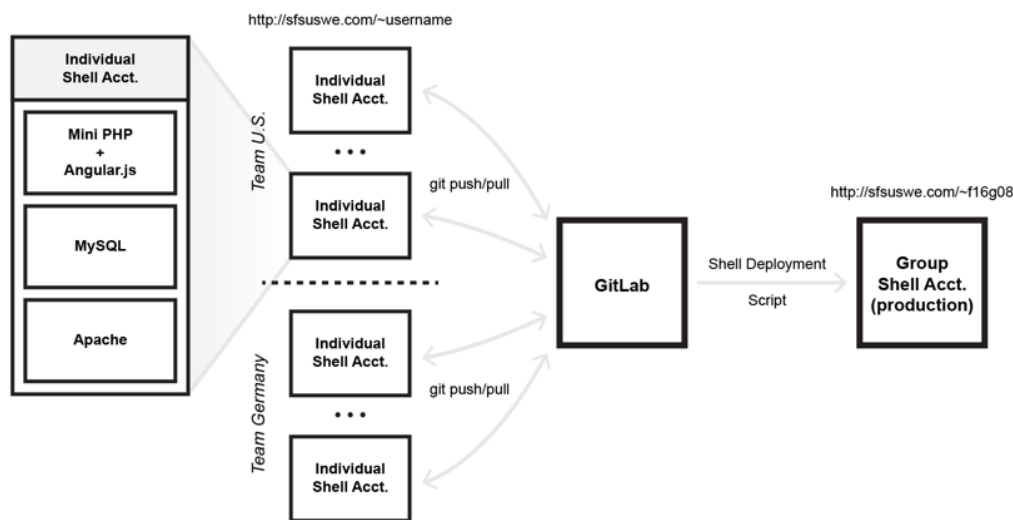 Individual
Shell Acct.
Mini PHP
+
Angular.js
MySQL
Apache
http://sfsuswe.com/~username
Team U.S.
Individual
Shell Acct.
...
Individual
Shell Acct.
git push/pull
Team Germany
Individual
Shell Acct.
...
Individual
Shell Acct.
git push/pull
GitLab
Shell Deployment
Script
http://sfsuswe.com/~f16g08
Group
Shell Acct.
(production)